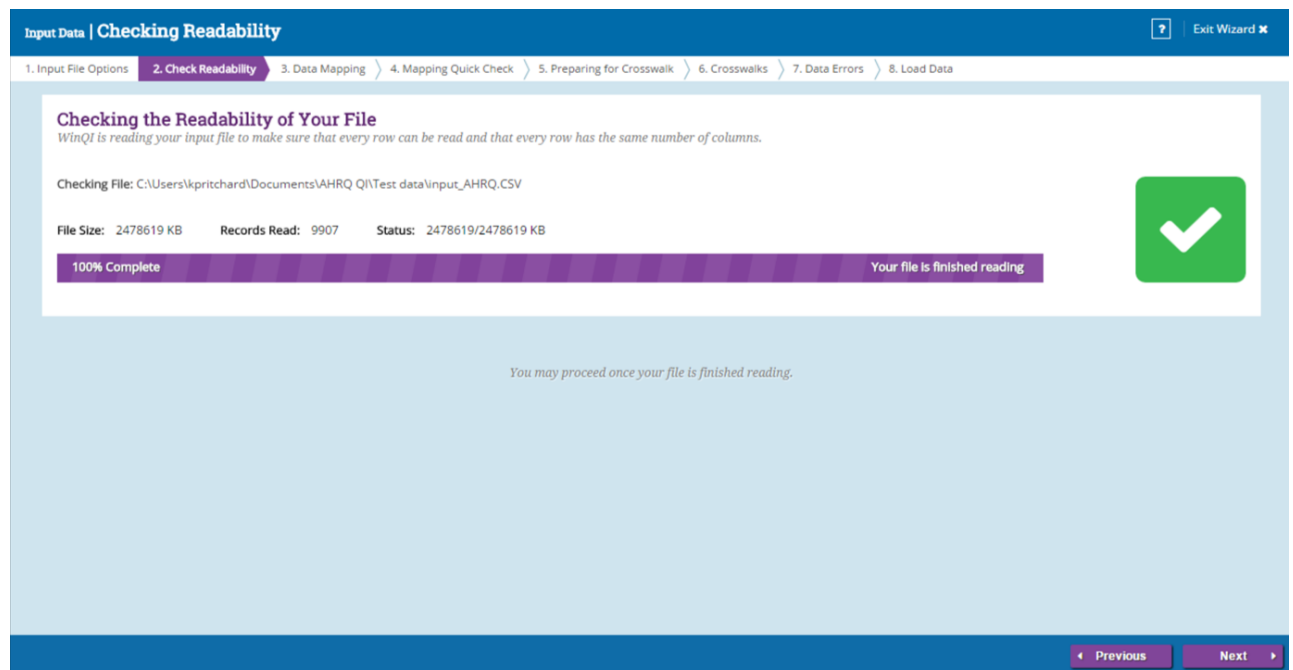 Input Data | Checking Readability ? Exit Wizard ✖
1. Input File Options 2. Check Readability 3. Data Mapping 4. Mapping Quick Check 5. Preparing for Crosswalk 6. Crosswalks 7. Data Errors 8. Load Data
Checking the Readability of Your File
WinQI is reading your input file to make sure that every row can be read and that every row has the same number of columns.
Checking File: C:\Users\kpritchard\Documents\AHRQ QI\Test data\input_AHRQ.CSV
File Size: 2478619 KB Records Read: 9907 Status: 2478619/2478619 KB
100% Complete Your file is finished reading
You may proceed once your file is finished reading.
Previous Next